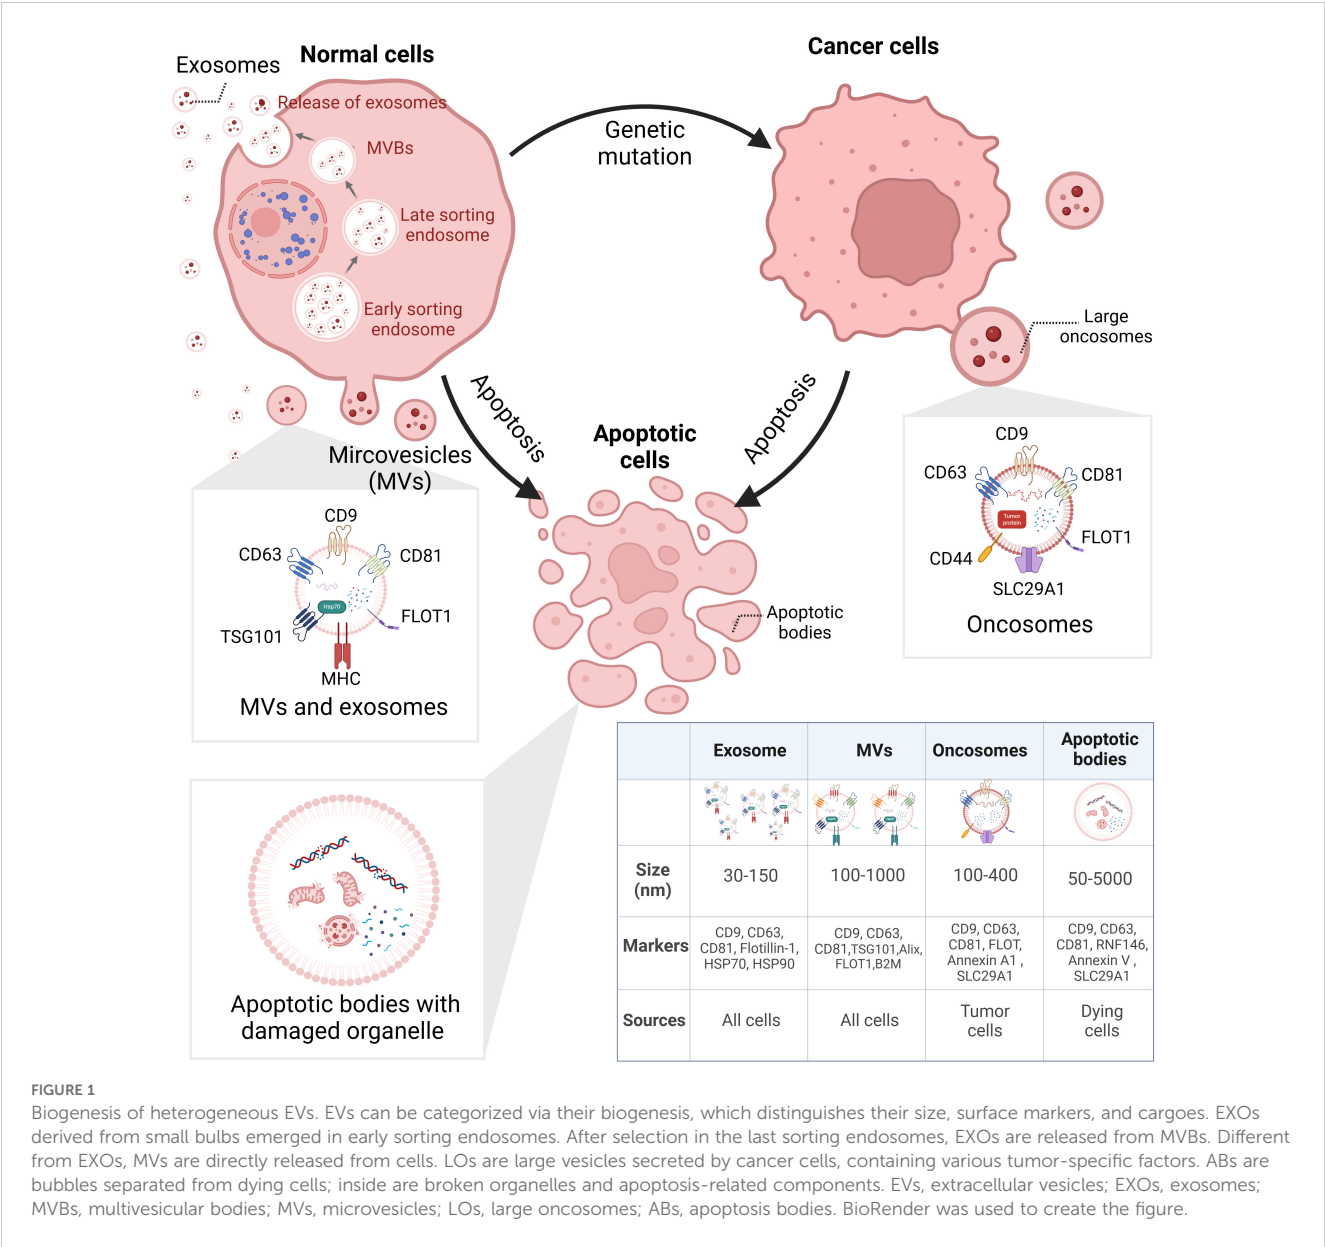 Normal cells
Cancer cells
Exosomes
Release of exosomes
MVBs
Late sorting
endosome
Early sorting
endosome
Genetic
mutation
Large
oncosomes
Apoptosis
Apoptosis
Apoptotic
cells
Mircovesicles
(MVs)
CD9
CD63
CD81
Hsp70
FLOT1
TSG101
MHC
MVs and exosomes
CD9
CD63
CD81
Tumor
protein
FLOT1
CD44
SLC29A1
Oncosomes
Apoptotic
bodies
Apoptotic bodies with
damaged organelle
Exosome
MVs
Oncosomes
Apoptotic
bodies
Size
(nm)
30-150
100-1000
100-400
50-5000
Markers
CD9, CD63,
CD81, Flotillin-1,
HSP70, HSP90
CD9, CD63,
CD81,TSG101,Alix,
FLOT1,B2M
CD9, CD63,
CD81, FLOT,
Annexin A1 ,
SLC29A1
CD9, CD63,
CD81, RNF146,
Annexin V ,
SLC29A1
Sources
All cells
All cells
Tumor
cells
Dying
cells
FIGURE 1
Biogenesis of heterogeneous EVs. EVs can be categorized via their biogenesis, which distinguishes their size, surface markers, and cargoes. EXOs
derived from small bulbs emerged in early sorting endosomes. After selection in the last sorting endosomes, EXOs are released from MVBs. Different
from EXOs, MVs are directly released from cells. LOs are large vesicles secreted by cancer cells, containing various tumor-specific factors. ABs are
bubbles separated from dying cells; inside are broken organelles and apoptosis-related components. EVs, extracellular vesicles; EXOs, exosomes;
MVBs, multivesicular bodies; MVs, microvesicles; LOs, large oncosomes; ABs, apoptosis bodies. BioRender was used to create the figure.